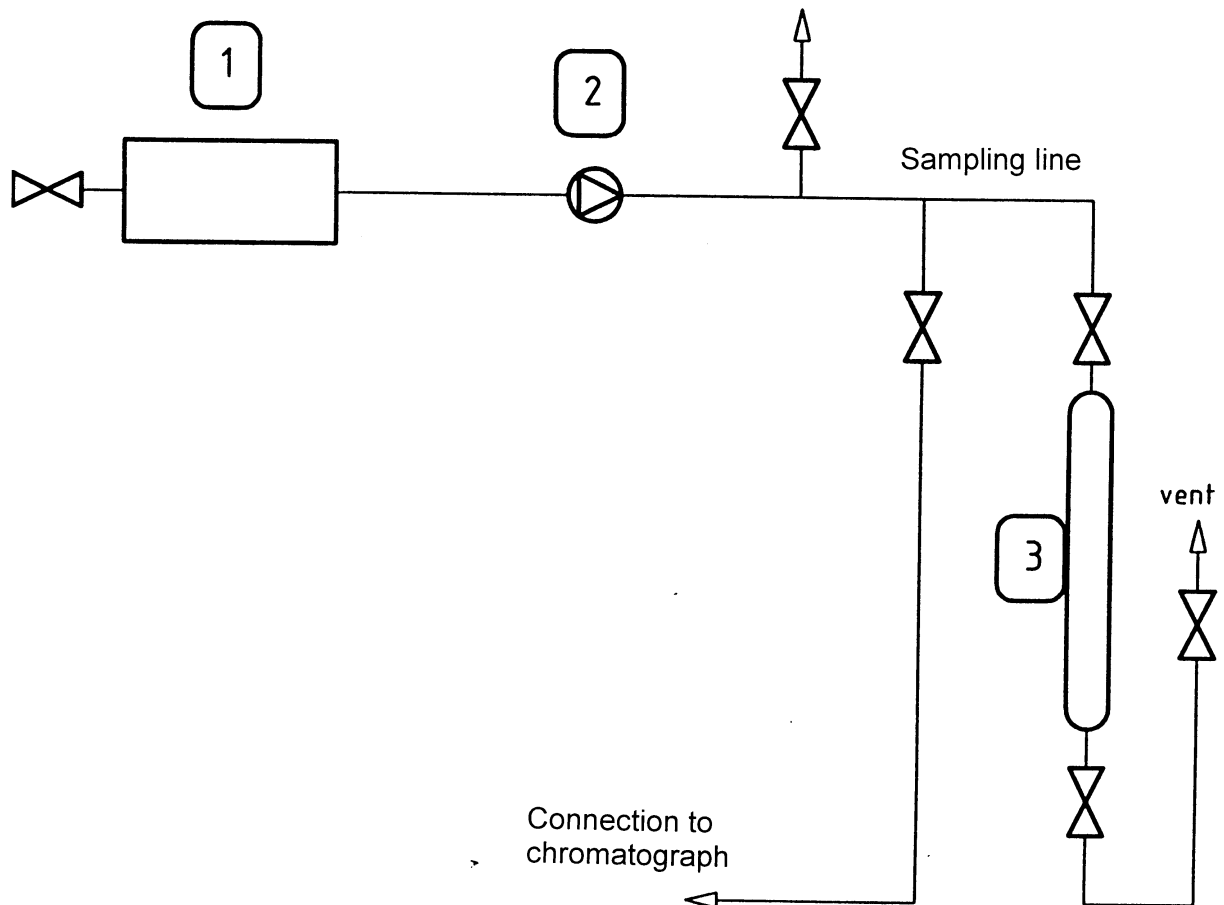 1
2
Sampling line
vent
3
Connection to
chromatograph